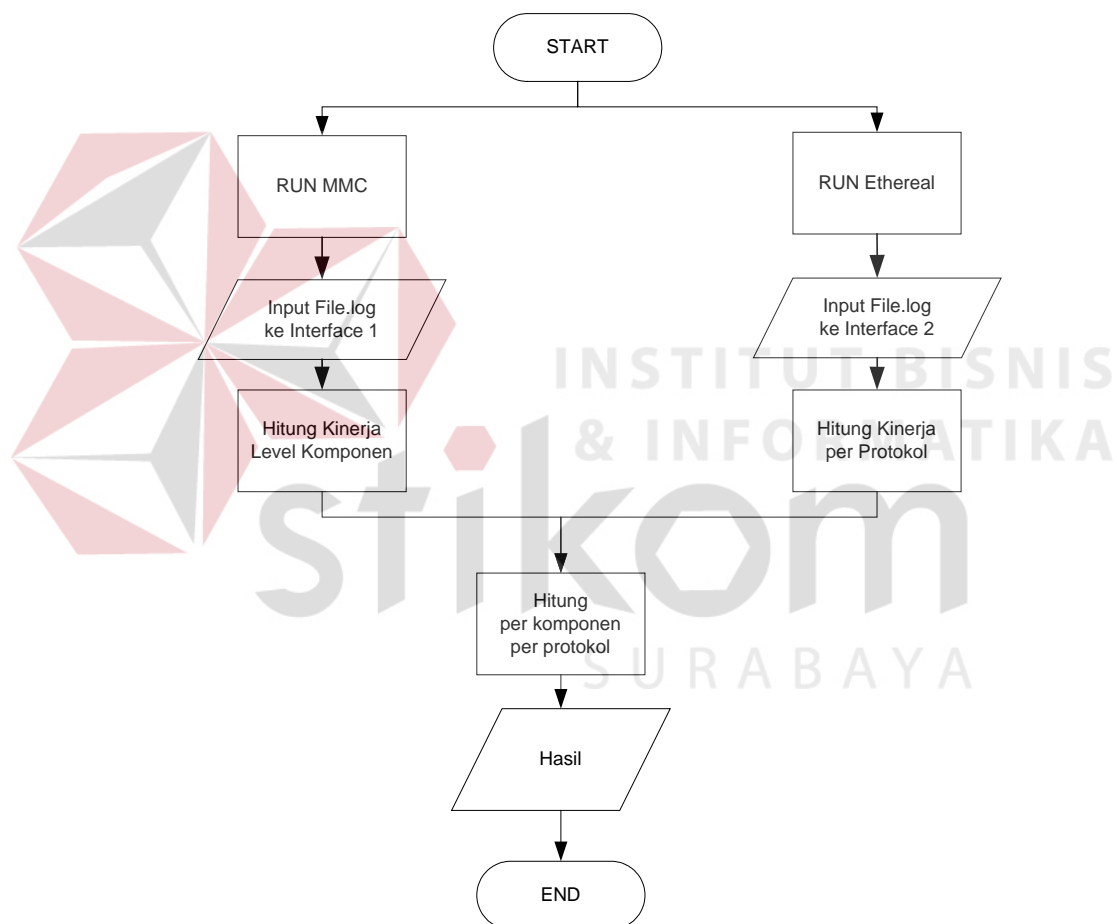 START
RUN MMC
RUN Ethereal
Input File.log
ke Interface 1
Input File.log
ke Interface 2
INSTITUT BISNIS
& INFORMATIKA
Hitung Kinerja
Level Komponen
Hitung Kinerja
per Protokol
stikom
SURABAYA
Hitung
per komponen
per protokol
Hasil
END